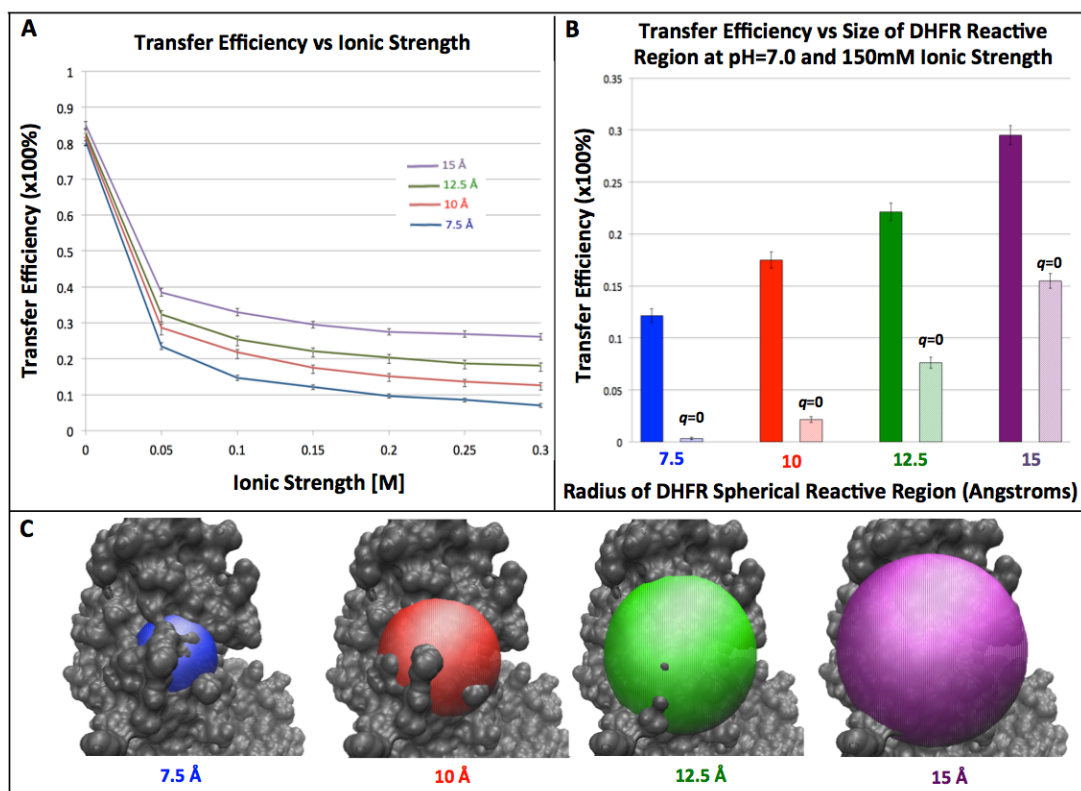 A
Transfer Efficiency vs Ionic Strength
Transfer Efficiency (x100%)
1
0.9
0.8
0.7
0.6
0.5
0.4
0.3
0.2
0.1
0
15 Å
12.5 Å
10 Å
7.5 Å
0 0.05 0.1 0.15 0.2 0.25 0.3
Ionic Strength [M]
B
Transfer Efficiency vs Size of DHFR Reactive
Region at pH=7.0 and 150mM Ionic Strength
Transfer Efficiency (x100%)
0.35
0.3
0.25
0.2
0.15
0.1
0.05
0
q=0
q=0
q=0
q=0
7.5 10 12.5 15
Radius of DHFR Spherical Reactive Region (Angstroms)
C
7.5 Å
10 Å
12.5 Å
15 Å